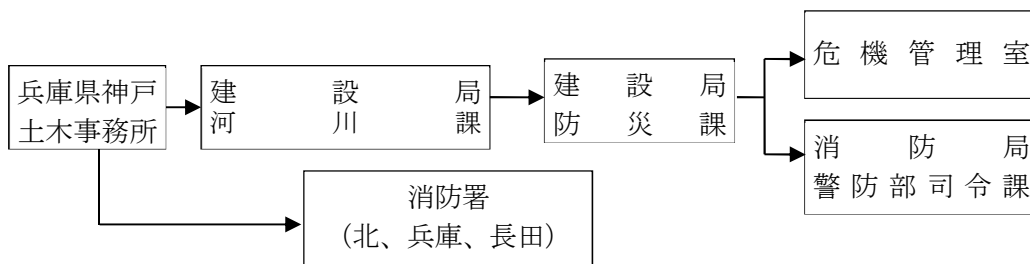 兵庫県神戸
土木事務所
建設局
河川課
建設局
防災課
危機管理室
消防局
警防部司令課
消防署
（北、兵庫、長田）